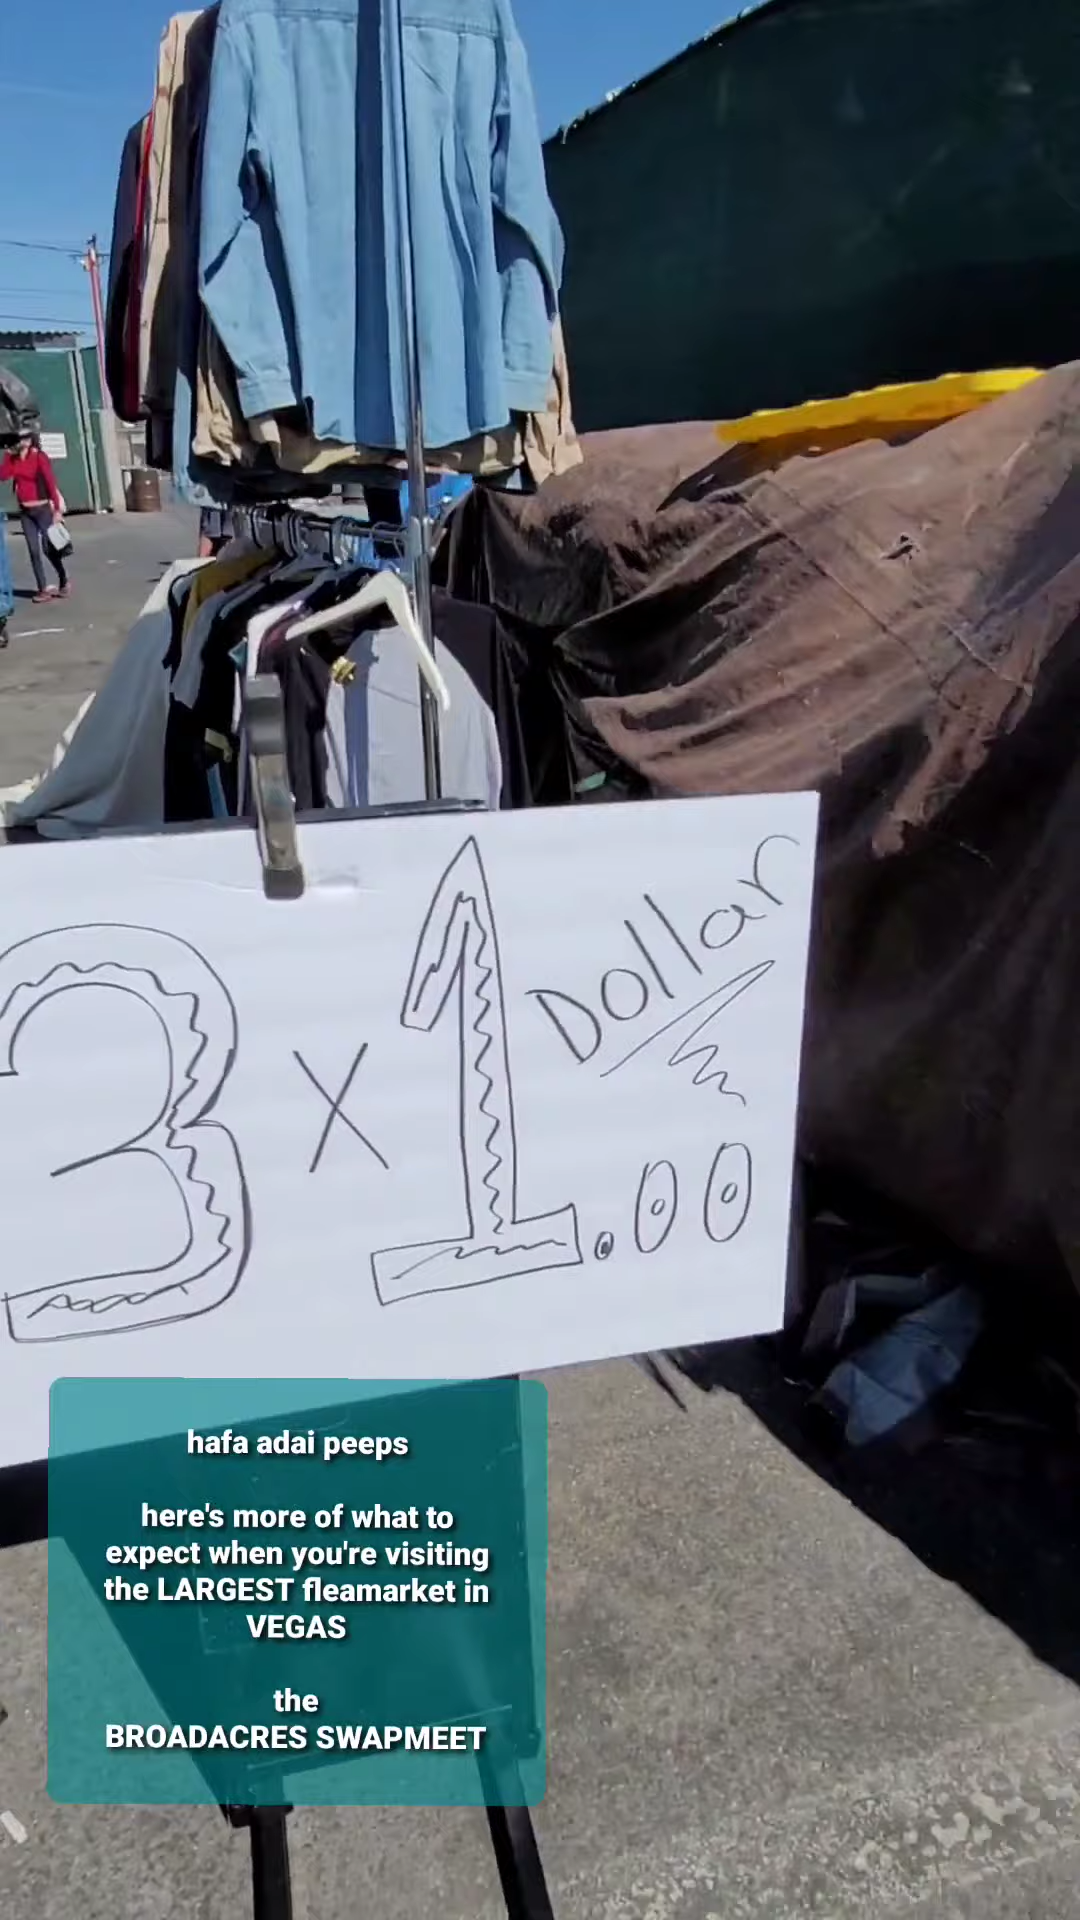 3 x 1.00 Dollar
hafa adai peeps
here's more of what to
expect when you're visiting
the LARGEST fleamarket in
VEGAS
the
BROADACRES SWAPMEET